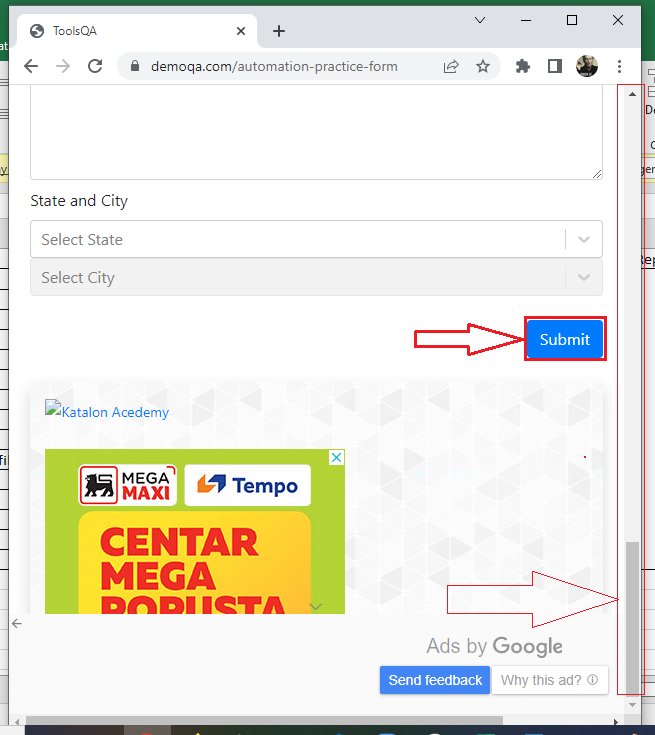 ToolsQA
demoqa.com/automation-practice-form
State and City
Select State
Select City
Submit
Katalon Acedemy
MEGA
MAXI
Tempo
CENTAR
MEGA
POPUSTA
Ads by Google
Send feedback
Why this ad?